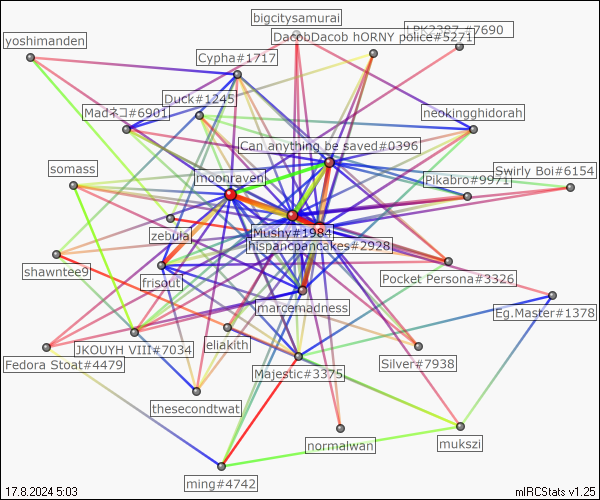 bigcitysamurai
LPK2387 #7690
DacobDacob hORNY police#5271
yoshimanden
Cypha#1717
Duck#1245
Madネコ#6901
neokingghidorah
Can anything be saved#0396
somass
moonraven
Pikabro#9971
Swirly Boi#6154
Mushy#1984
zebula
hispancpancakes#2928
shawntee9
frisout
Pocket Persona#3326
marcemadness
Eg.Master#1378
eliakith
JKOUYH VIII#7034
Fedora Stoat#4479
Majestic#3375
Silver#7938
thesecondtwat
normalwan
mukszi
ming#4742
17.8.2024 5:03
mIRCStats v1.25